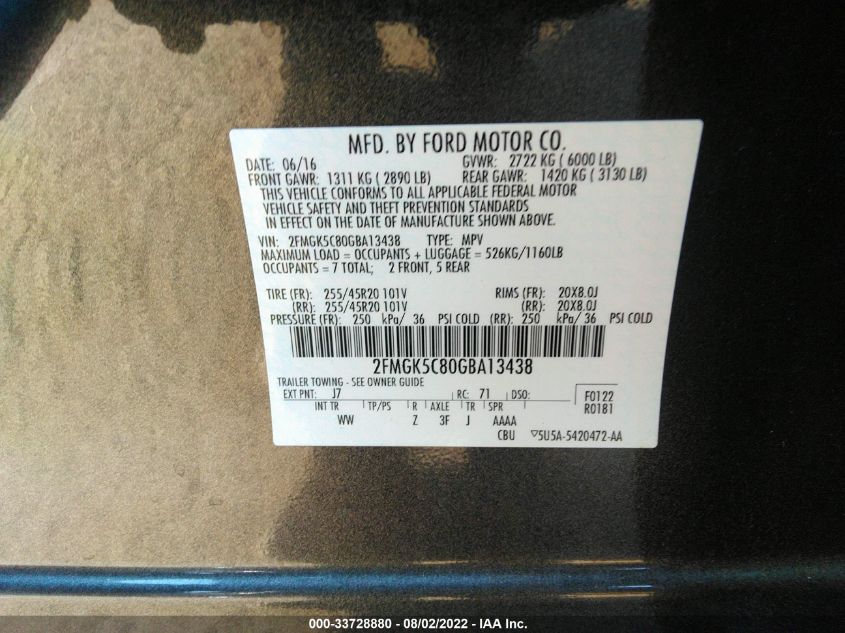 MFD. BY FORD MOTOR CO.
DATE: 06/16 GVWR: 2722 KG ( 6000 LB)
FRONT GAWR: 1311 KG ( 2890 LB) REAR GAWR: 1420 KG ( 3130 LB)
THIS VEHICLE CONFORMS TO ALL APPLICABLE FEDERAL MOTOR
VEHICLE SAFETY AND THEFT PREVENTION STANDARDS
IN EFFECT ON THE DATE OF MANUFACTURE SHOWN ABOVE.
VIN: 2FMGK5C80GBA13438 TYPE: MPV
MAXIMUM LOAD = OCCUPANTS + LUGGAGE = 526KG/1160LB
OCCUPANTS = 7 TOTAL; 2 FRONT, 5 REAR
TIRE (FR): 255/45R20 101V RIMS (FR): 20X8.0J
(RR): 255/45R20 101V (RR): 20X8.0J
PRESSURE (FR): 250 kPa/ 36 PSI COLD (RR): 250 kPa/ 36 PSI COLD
2FMGK5C80GBA13438
TRAILER TOWING - SEE OWNER GUIDE
EXT PNT: J7 RC: 71 DSO: F0122
INT TR TP/PS R AXLE TR SPR R0181
WW Z 3F J AAAA
CBU 5U5A-5420472-AA
000-33728880 - 08/02/2022 - IAA Inc.